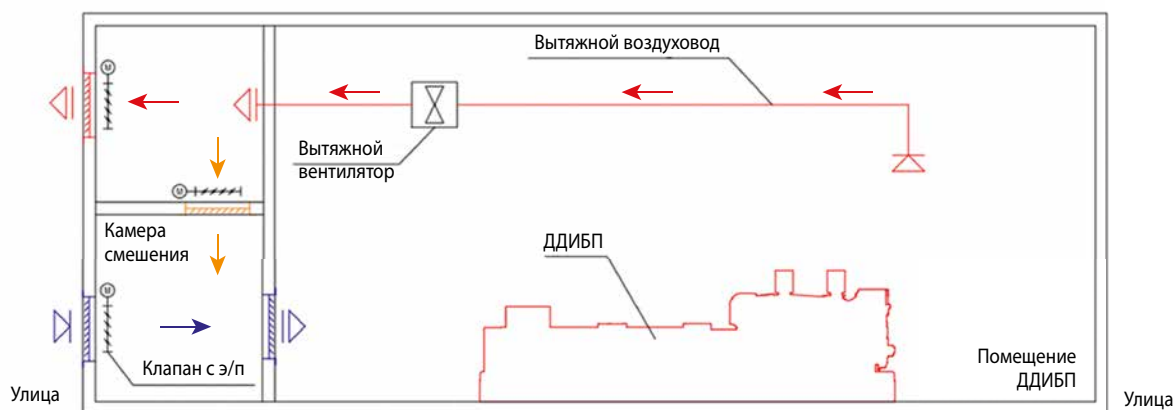 Вытяжной воздуховод
M
Вытяжной
вентилятор
M
Камера
смешения
ДДИБП
M
Клапан с э/п
Помещение
ДДИБП
Улица
Улица